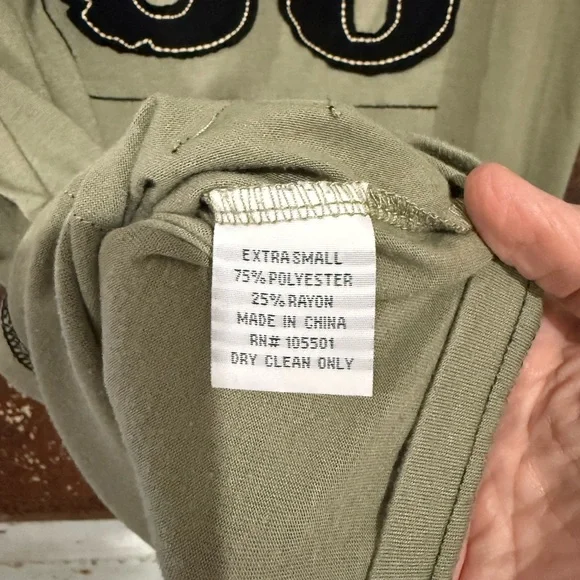 EXTRA SMALL
75% POLYESTER
25% RAYON
MADE IN CHINA
RN# 105501
DRY CLEAN ONLY